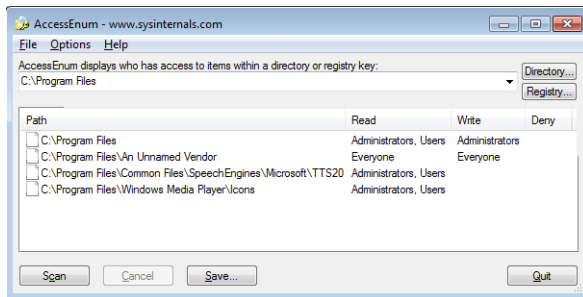 AccessEnum - www.sysinternals.com
File Options Help
AccessEnum displays who has access to items within a directory or registry key:
C:\Program Files
Directory...
Registry...
Path Read Write Deny
C:\Program Files Administrators, Users Administrators
C:\Program Files\An Unnamed Vendor Everyone Everyone
C:\Program Files\Common Files\SpeechEngines\Microsoft\TTS20 Administrators, Users
C:\Program Files\Windows Media Player\Icons Administrators, Users
Scan Cancel Save... Quit